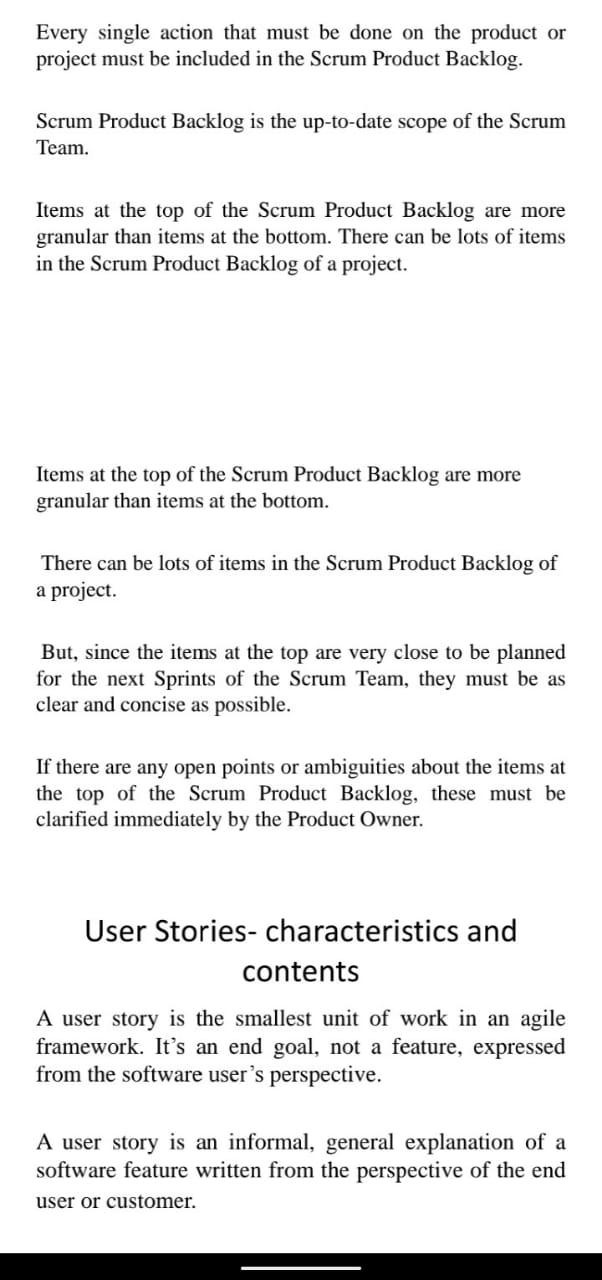 Every single action that must be done on the product or
project must be included in the Scrum Product Backlog.
Scrum Product Backlog is the up-to-date scope of the Scrum
Team.
Items at the top of the Scrum Product Backlog are more
granular than items at the bottom. There can be lots of items
in the Scrum Product Backlog of a project.
Items at the top of the Scrum Product Backlog are more
granular than items at the bottom.
There can be lots of items in the Scrum Product Backlog of
a project.
But, since the items at the top are very close to be planned
for the next Sprints of the Scrum Team, they must be as
clear and concise as possible.
If there are any open points or ambiguities about the items at
the top of the Scrum Product Backlog, these must be
clarified immediately by the Product Owner.
User Stories- characteristics and
contents
A user story is the smallest unit of work in an agile
framework. It’s an end goal, not a feature, expressed
from the software user’s perspective.
A user story is an informal, general explanation of a
software feature written from the perspective of the end
user or customer.